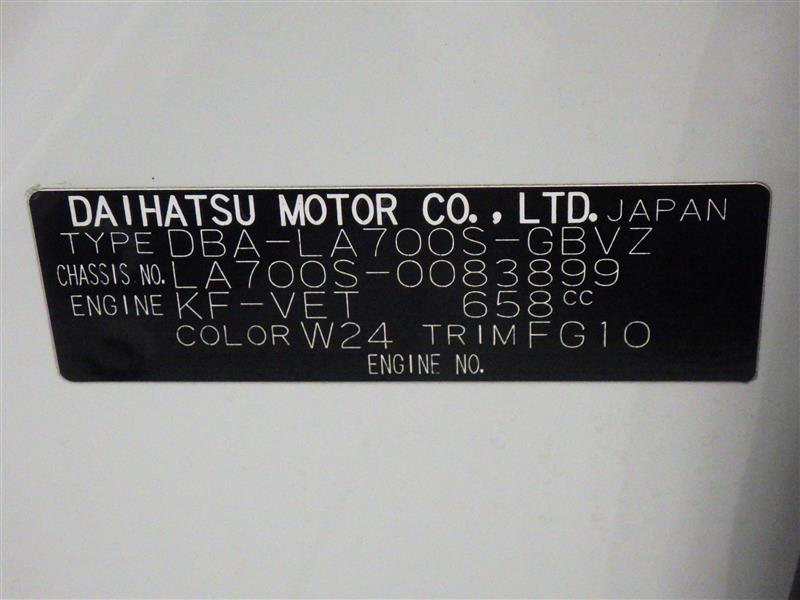 DAIHATSU MOTOR CO., LTD. JAPAN
TYPE DBA-LA700S-GBVZ
CHASSIS NO. LA700S-0083899
ENGINE KF-VET 658cc
COLOR W24 TRIM FG10
ENGINE NO.